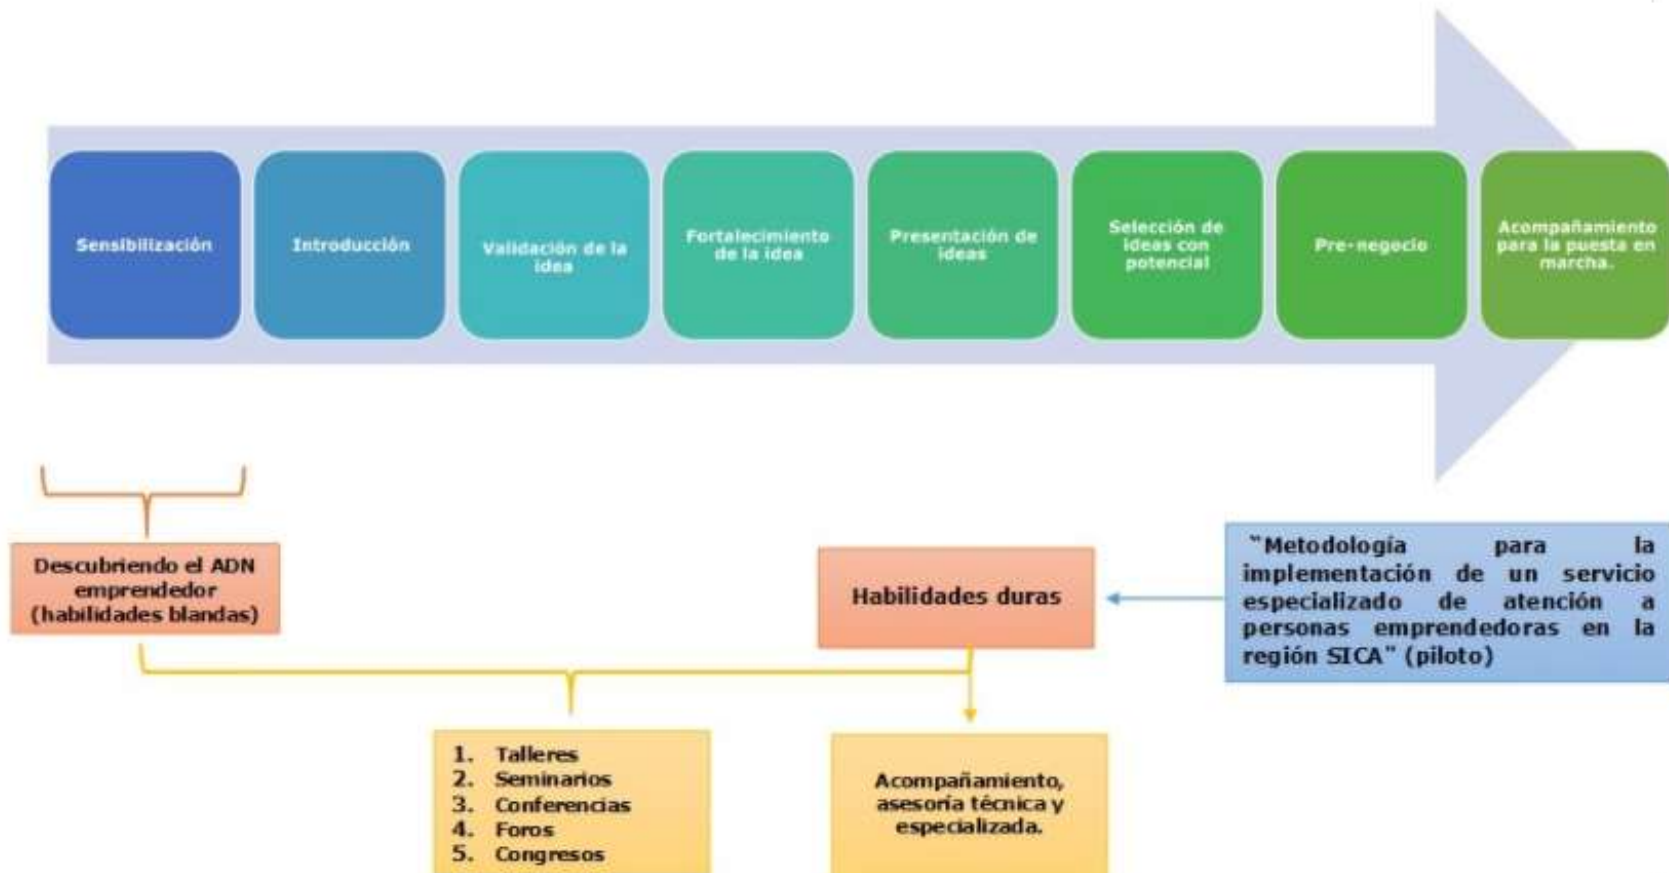 Sensibilización
Introducción
Validación de la
idea
Fortalecimiento
de la idea
Presentación de
ideas
Selección de
ideas con
potencial
Pre-negocio
Acompañamiento
para la puesta en
marcha.
Descubriendo el ADN
emprendedor
(habilidades blandas)
Habilidades duras
"Metodología para la
implementación de un servicio
especializado de atención a
personas emprendedoras en la
región SICA" (piloto)
1. Talleres
2. Seminarios
3. Conferencias
4. Foros
5. Congresos
Acompañamiento,
asesoría técnica y
especializada.